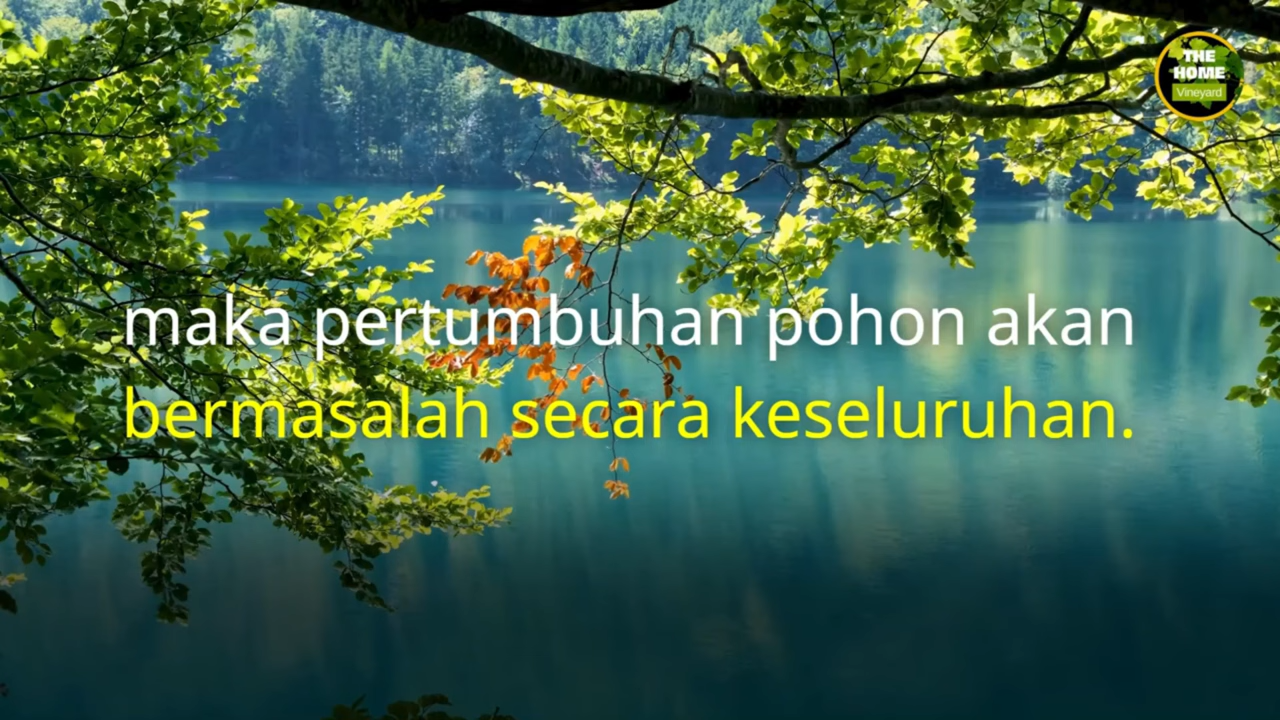 THE
HOME
Vineyard
maka pertumbuhan pohon akan
bermasalah secara keseluruhan.